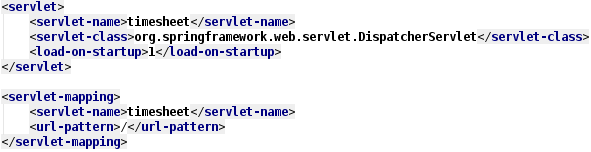 <servlet>
    <servlet-name>timesheet</servlet-name>
    <servlet-class>org.springframework.web.servlet.DispatcherServlet</servlet-class>
    <load-on-startup>1</load-on-startup>
</servlet>

<servlet-mapping>
    <servlet-name>timesheet</servlet-name>
    <url-pattern>/</url-pattern>
</servlet-mapping>